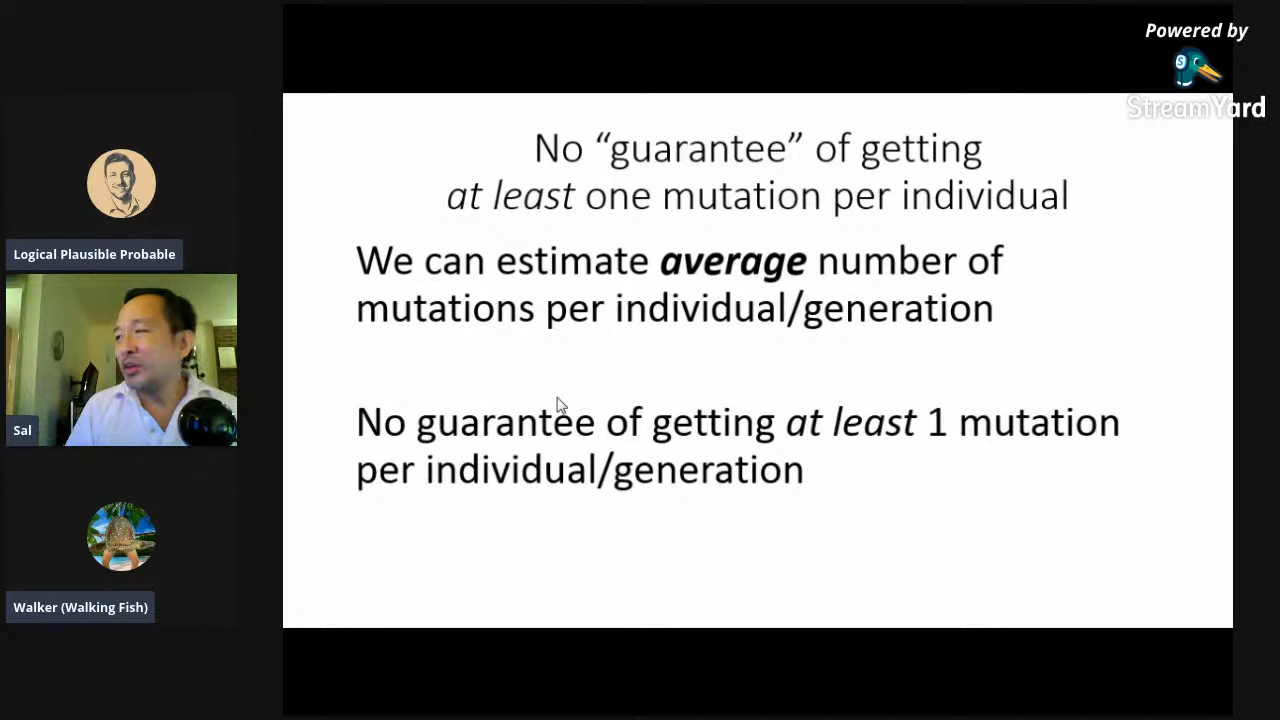 Powered by
StreamYard
No “guarantee” of getting
at least one mutation per individual
We can estimate average number of
mutations per individual/generation
No guarantee of getting at least 1 mutation
per individual/generation
Logical Plausible Probable
Sal
Walker (Walking Fish)